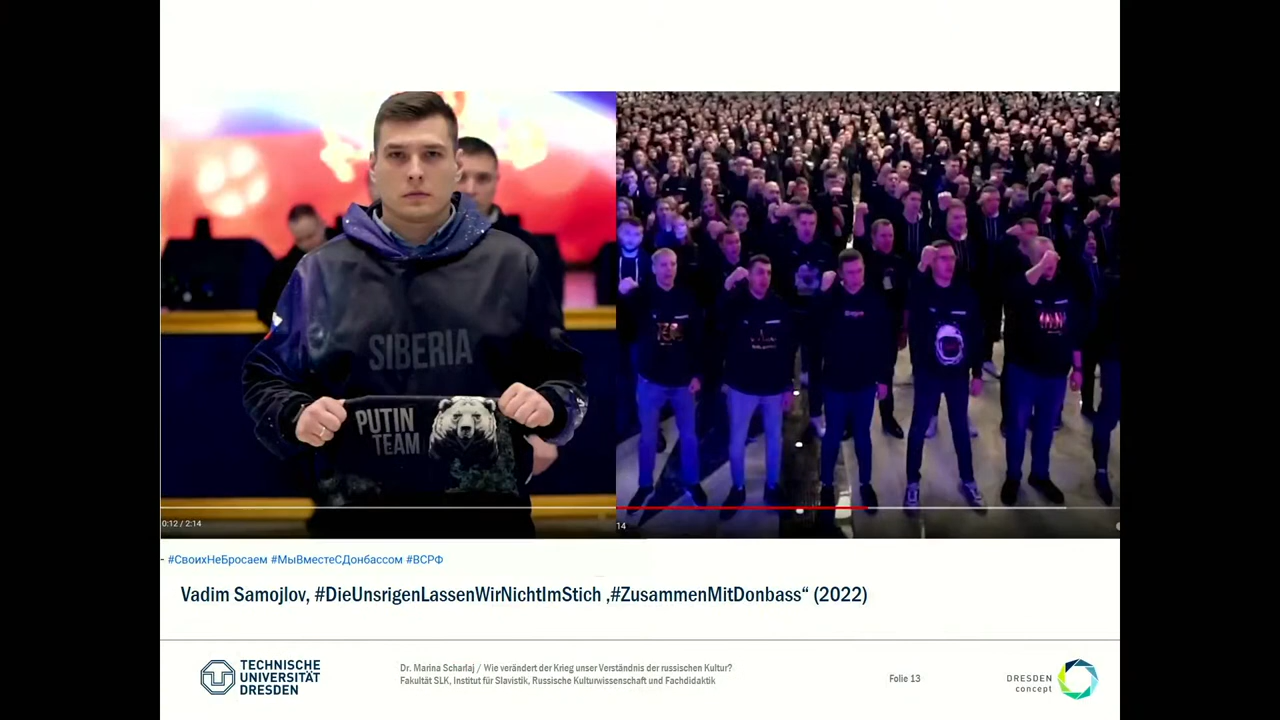 SIBERIA
PUTIN
TEAM
0:12 / 2:14
14
- #СвоихНеБросаем #МыВместеСДонбассом #ВСРФ
Vadim Samojlov, #DieUnsrigenLassenWirNichtImStich ‚#ZusammenMitDonbass“ (2022)
TECHNISCHE
UNIVERSITÄT
DRESDEN
Dr. Marina Scharlaj / Wie verändert der Krieg unser Verständnis der russischen Kultur?
Fakultät SLK, Institut für Slavistik, Russische Kulturwissenschaft und Fachdidaktik
Folie 13
DRESDEN
concept